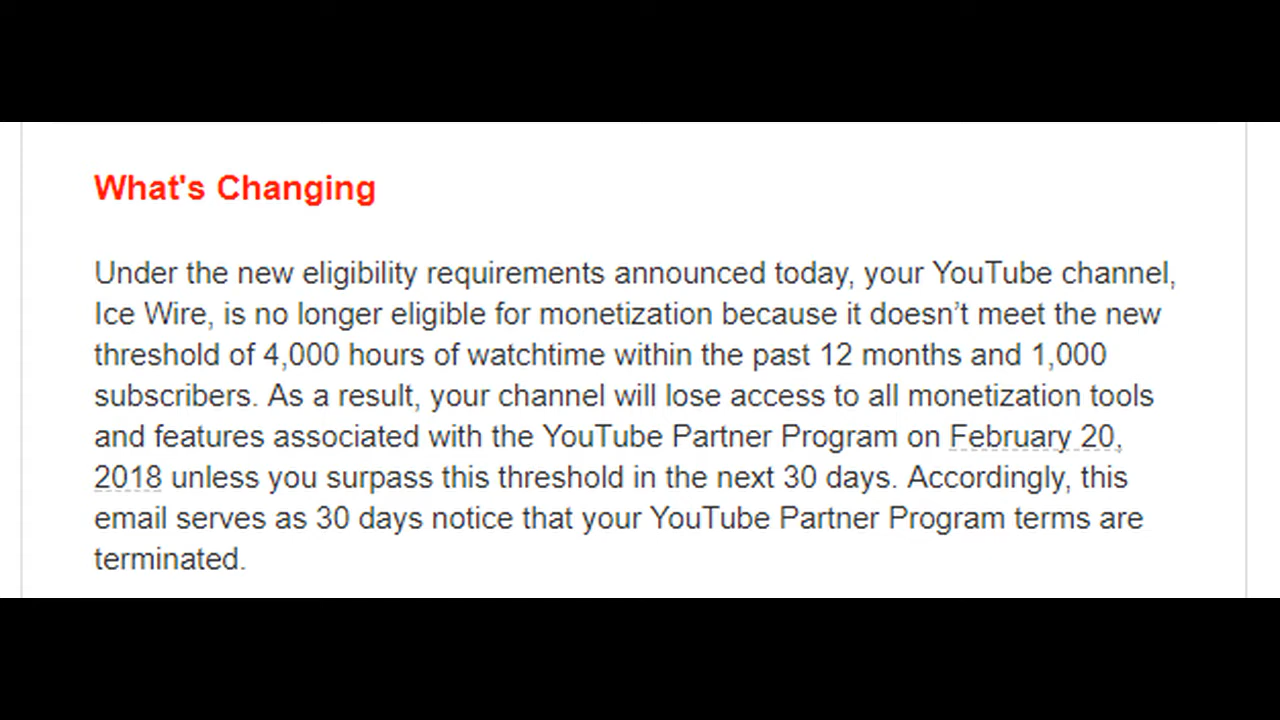 What's Changing
Under the new eligibility requirements announced today, your YouTube channel,
Ice Wire, is no longer eligible for monetization because it doesn’t meet the new
threshold of 4,000 hours of watchtime within the past 12 months and 1,000
subscribers. As a result, your channel will lose access to all monetization tools
and features associated with the YouTube Partner Program on February 20,
2018 unless you surpass this threshold in the next 30 days. Accordingly, this
email serves as 30 days notice that your YouTube Partner Program terms are
terminated.